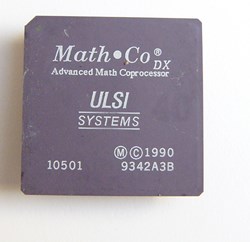 Math•Co® DX
Advanced Math Coprocessor
ULSI
SYSTEMS
Ⓜ©1990
10501 9342A3B